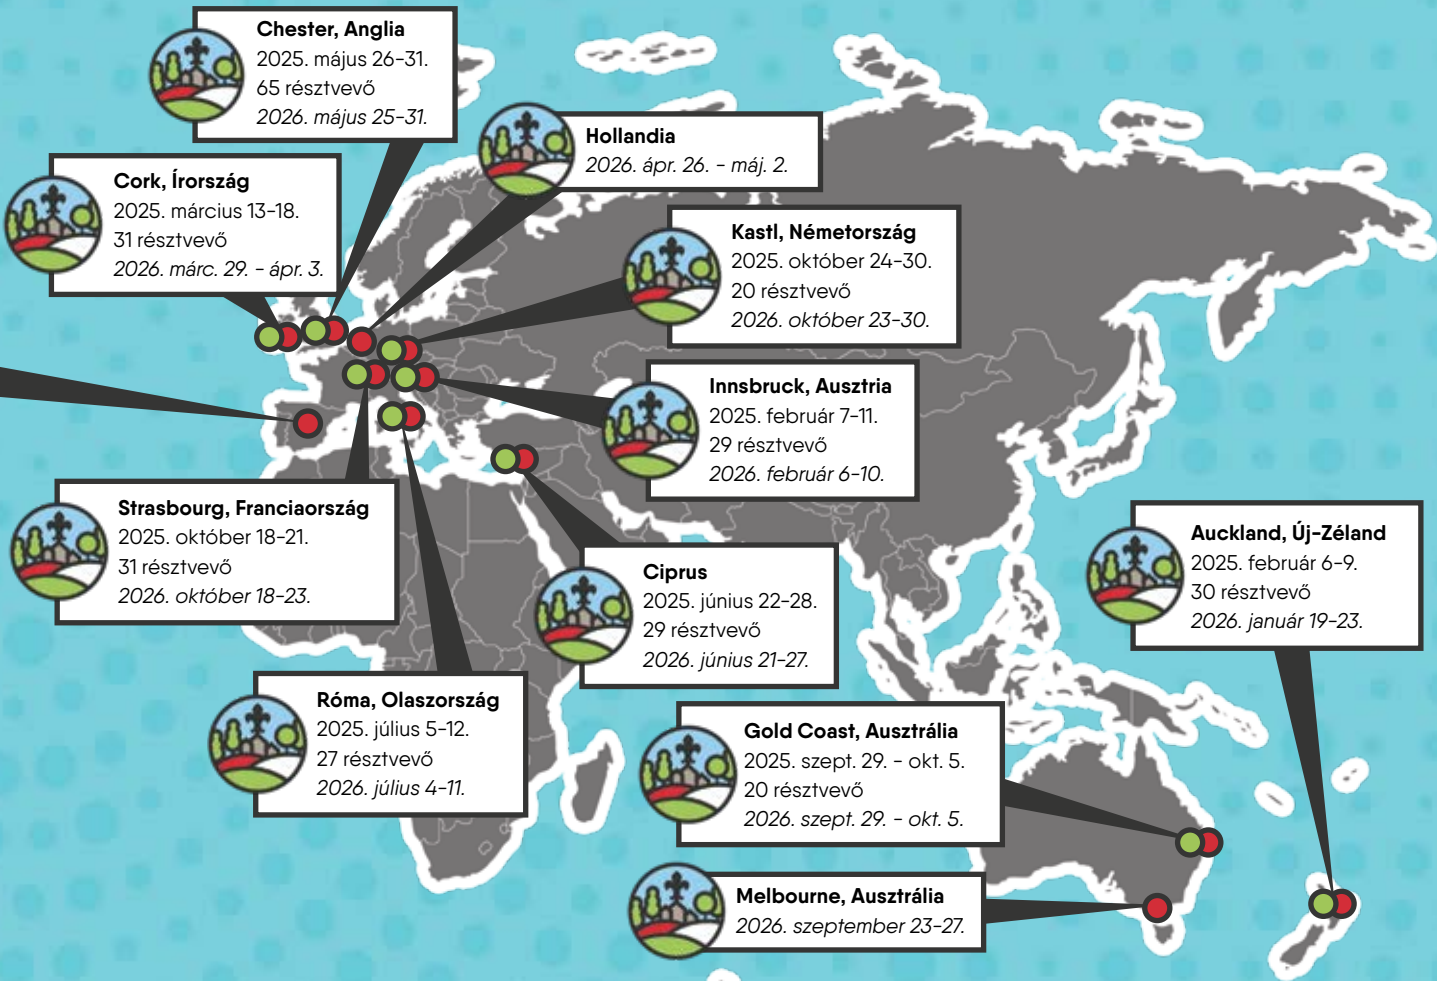 Chester, Anglia
2025. május 26-31.
65 résztvevő
2026. május 25-31.
Hollandia
2026. ápr. 26. - máj. 2.
Cork, Írország
2025. március 13-18.
31 résztvevő
2026. márc. 29. - ápr. 3.
Kastl, Németország
2025. október 24-30.
20 résztvevő
2026. október 23-30.
Innsbruck, Ausztria
2025. február 7-11.
29 résztvevő
2026. február 6-10.
Strasbourg, Franciaország
2025. október 18-21.
31 résztvevő
2026. október 18-23.
Ciprus
2025. június 22-28.
29 résztvevő
2026. június 21-27.
Auckland, Új-Zéland
2025. február 6-9.
30 résztvevő
2026. január 19-23.
Róma, Olaszország
2025. július 5-12.
27 résztvevő
2026. július 4-11.
Gold Coast, Ausztrália
2025. szept. 29. - okt. 5.
20 résztvevő
2026. szept. 29. - okt. 5.
Melbourne, Ausztrália
2026. szeptember 23-27.